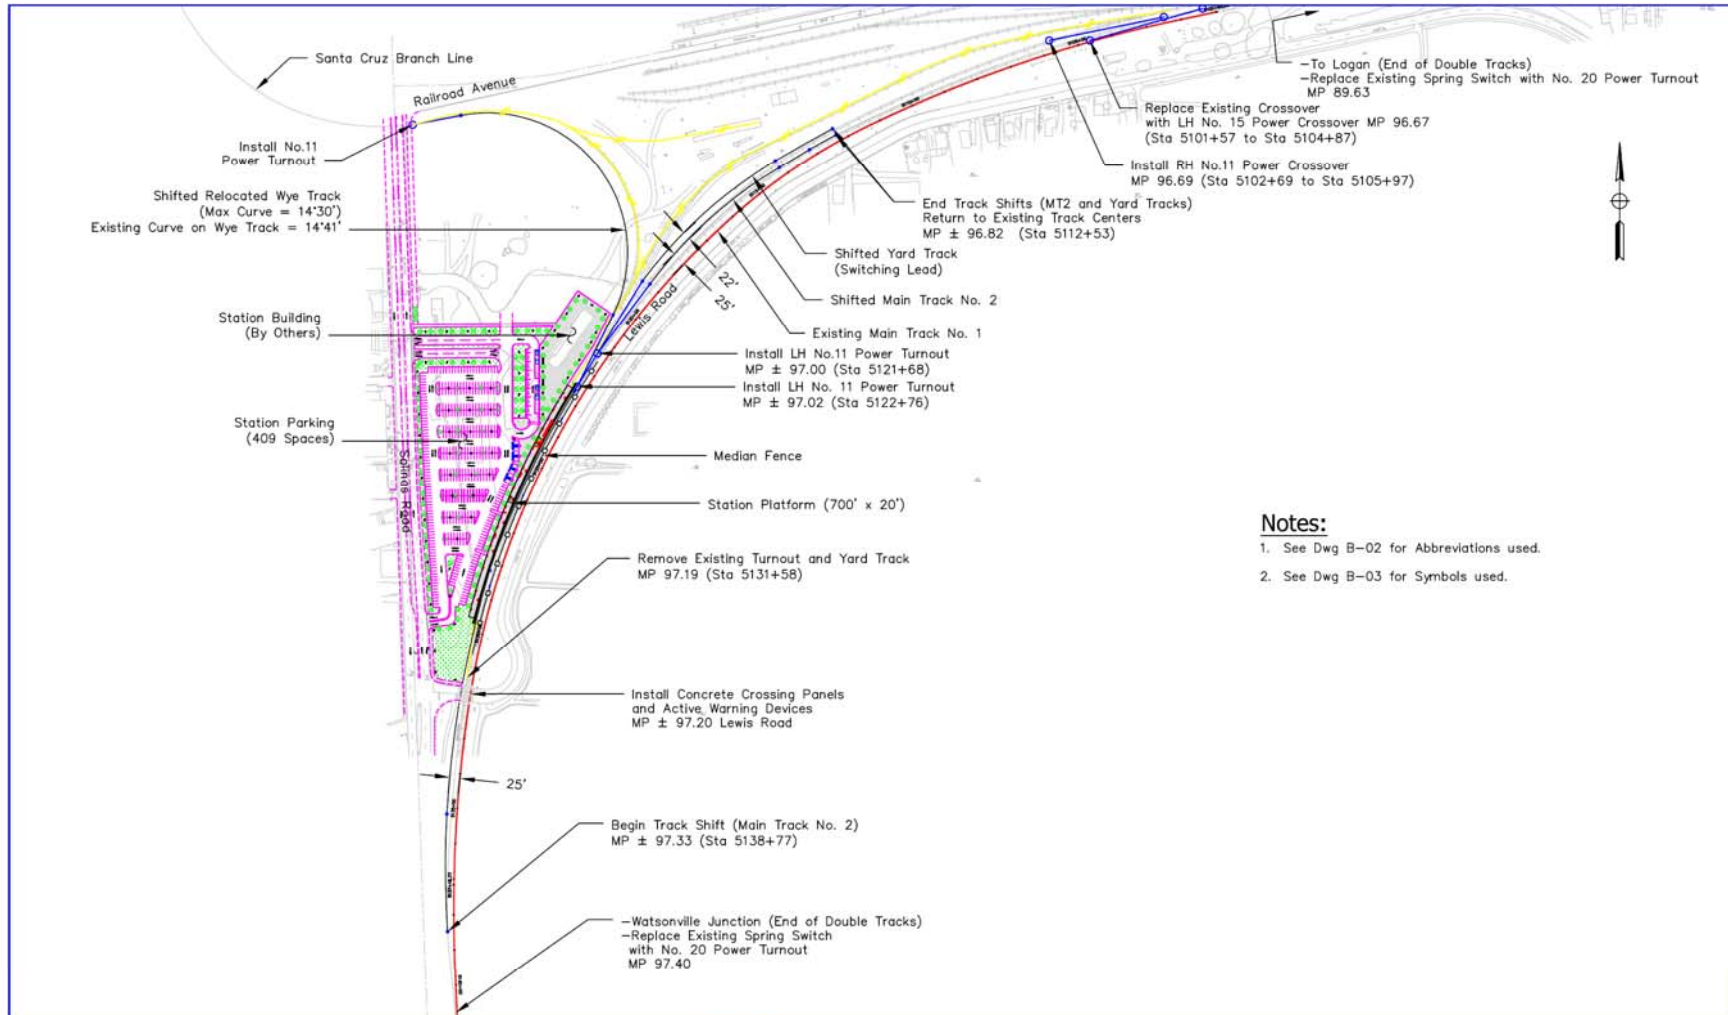 Santa Cruz Branch Line
Railroad Avenue
Install No.11
Power Turnout
Shifted Relocated Wye Track
(Max Curve = 14°30')
Existing Curve on Wye Track = 14°41'
Station Building
(By Others)
Station Parking
(409 Spaces)
Salinas Road
Lewis Road
22'
25'
-To Logan (End of Double Tracks)
-Replace Existing Spring Switch with No. 20 Power Turnout
MP 89.63
Replace Existing Crossover
with LH No. 15 Power Crossover MP 96.67
(Sta 5101+57 to Sta 5104+87)
Install RH No.11 Power Crossover
MP 96.69 (Sta 5102+69 to Sta 5105+97)
End Track Shifts (MT2 and Yard Tracks)
Return to Existing Track Centers
MP ± 96.82 (Sta 5112+53)
Shifted Yard Track
(Switching Lead)
Shifted Main Track No. 2
Existing Main Track No. 1
Install LH No.11 Power Turnout
MP ± 97.00 (Sta 5121+68)
Install LH No. 11 Power Turnout
MP ± 97.02 (Sta 5122+76)
Median Fence
Station Platform (700' x 20')
Remove Existing Turnout and Yard Track
MP 97.19 (Sta 5131+58)
Install Concrete Crossing Panels
and Active Warning Devices
MP ± 97.20 Lewis Road
25'
Begin Track Shift (Main Track No. 2)
MP ± 97.33 (Sta 5138+77)
-Watsonville Junction (End of Double Tracks)
-Replace Existing Spring Switch
with No. 20 Power Turnout
MP 97.40
Notes:
1. See Dwg B-02 for Abbreviations used.
2. See Dwg B-03 for Symbols used.